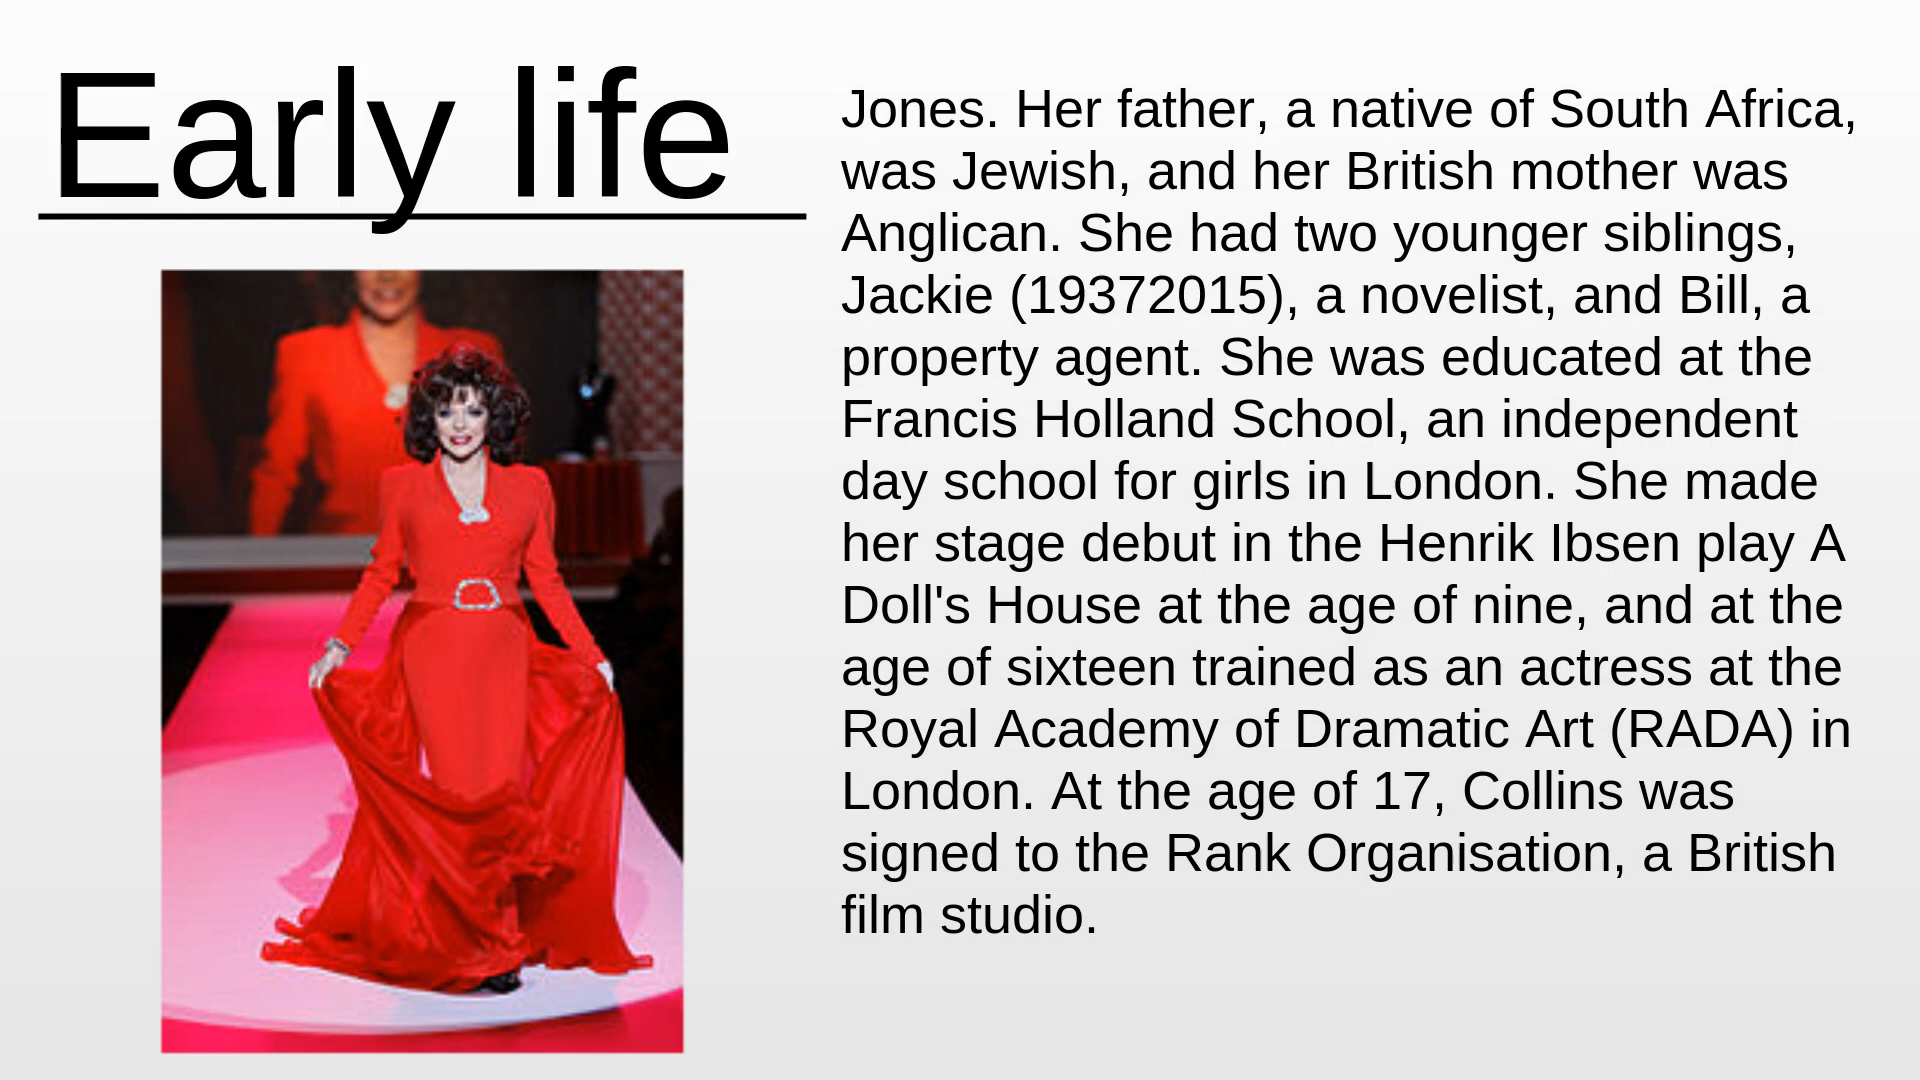 Early life
Jones. Her father, a native of South Africa,
was Jewish, and her British mother was
Anglican. She had two younger siblings,
Jackie (19372015), a novelist, and Bill, a
property agent. She was educated at the
Francis Holland School, an independent
day school for girls in London. She made
her stage debut in the Henrik Ibsen play A
Doll's House at the age of nine, and at the
age of sixteen trained as an actress at the
Royal Academy of Dramatic Art (RADA) in
London. At the age of 17, Collins was
signed to the Rank Organisation, a British
film studio.